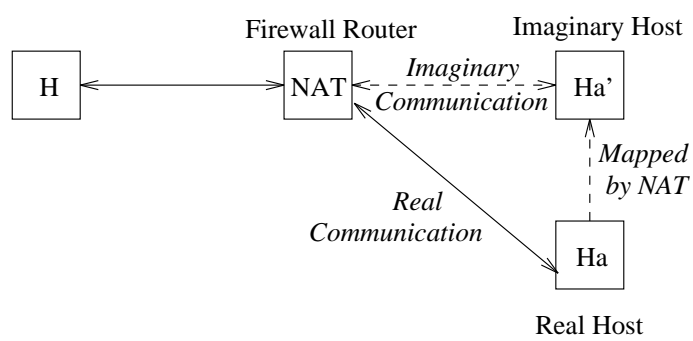 Firewall Router
Imaginary Host
H
NAT
Imaginary
Communication
Ha'
Mapped
by NAT
Real
Communication
Ha
Real Host